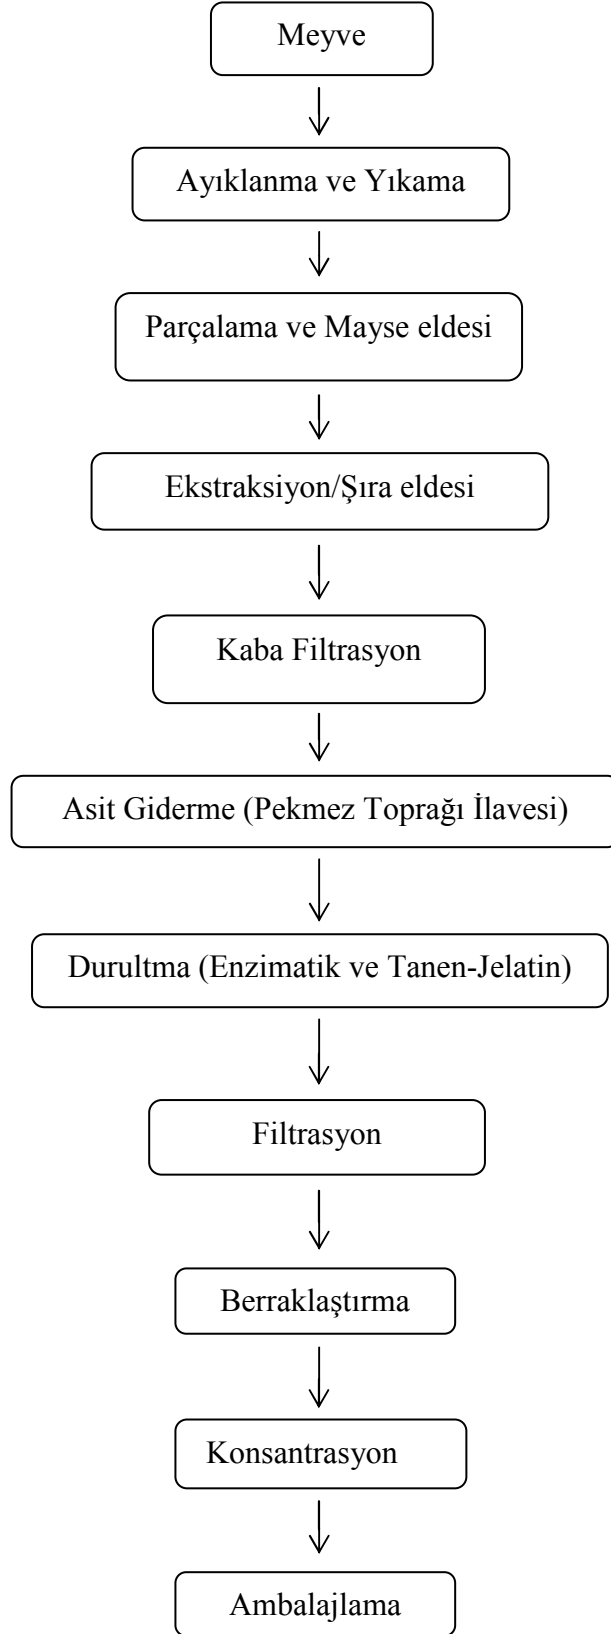 Meyve
Ayıklanma ve Yıkama
Parçalama ve Mayse eldesi
Ekstraksiyon/Şıra eldesi
Kaba Filtrasyon
Asit Giderme (Pekmez Toprağı İlavesi)
Durultma (Enzimatik ve Tanen-Jelatin)
Filtrasyon
Berraklaştırma
Konsantrasyon
Ambalajlama